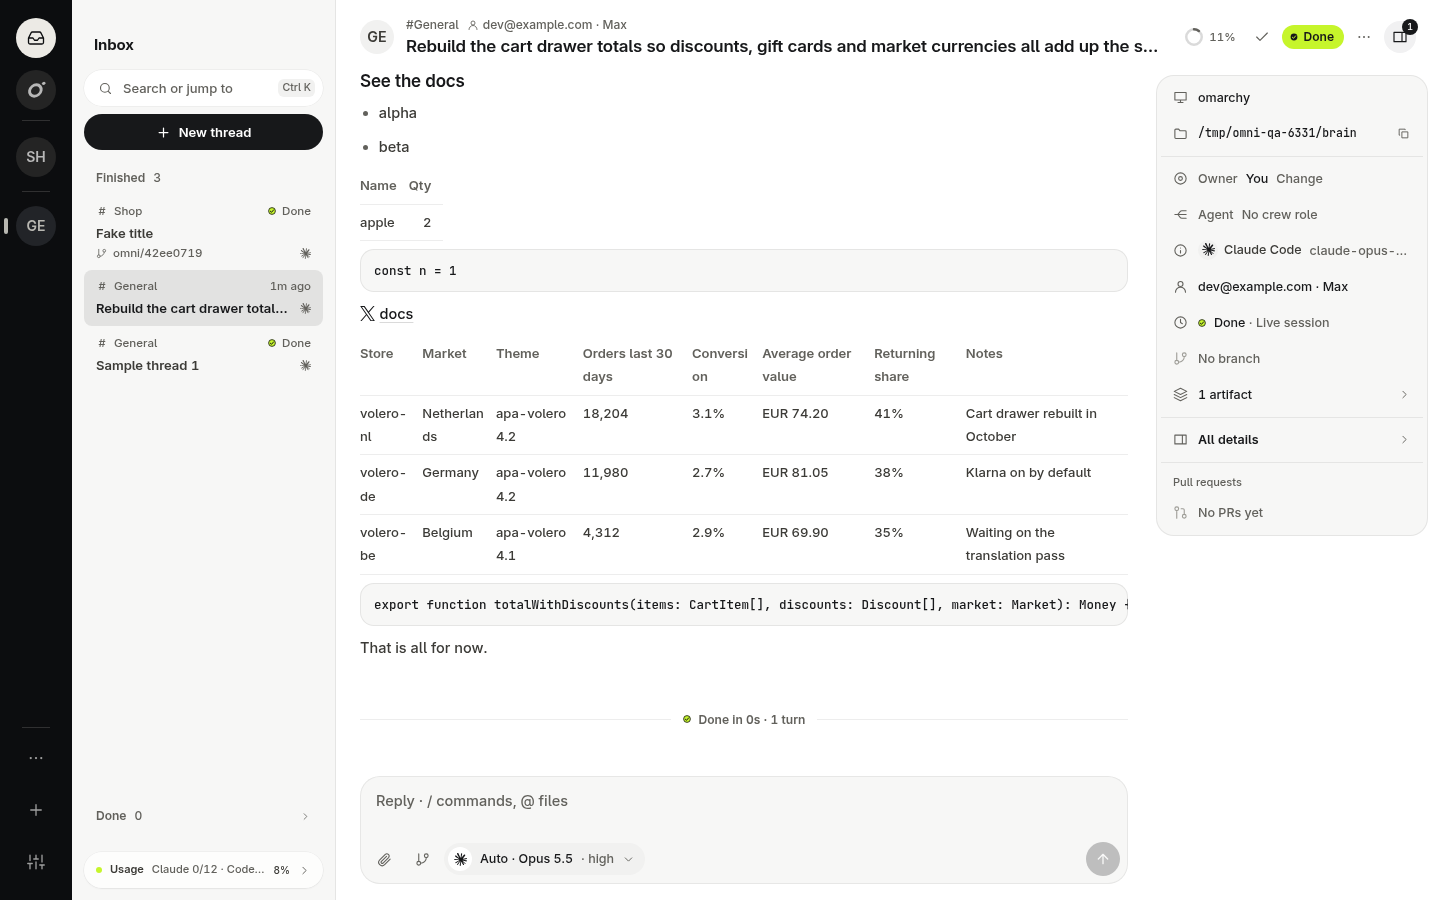 Inbox
Search or jump to
Ctrl K
New thread
SH
GE
Finished 3
# Shop
Done
Fake title
omni/42ee0719
# General
1m ago
Rebuild the cart drawer total...
# General
Done
Sample thread 1
Done 0
Usage Claude 0/12 · Code... 8%
GE
#General dev@example.com · Max
Rebuild the cart drawer totals so discounts, gift cards and market currencies all add up the s...
11%
Done
...
1
See the docs
• alpha
• beta
Name Qty
apple 2
const n = 1
docs
Store Market Theme Orders last 30 Conversi Average order Returning Notes
days on value share
volero- Netherlan apa-volero 18,204 3.1% EUR 74.20 41% Cart drawer rebuilt in
nl ds 4.2 October
volero- Germany apa-volero 11,980 2.7% EUR 81.05 38% Klarna on by default
de 4.2
volero- Belgium apa-volero 4,312 2.9% EUR 69.90 35% Waiting on the
be 4.1 translation pass
export function totalWithDiscounts(items: CartItem[], discounts: Discount[], market: Market): Money {
That is all for now.
Done in 0s · 1 turn
Reply · / commands, @ files
Auto · Opus 5.5 · high
omarchy
/tmp/omni-qa-6331/brain
Owner You Change
Agent No crew role
Claude Code claude-opus-...
dev@example.com · Max
Done · Live session
No branch
1 artifact
All details
Pull requests
No PRs yet